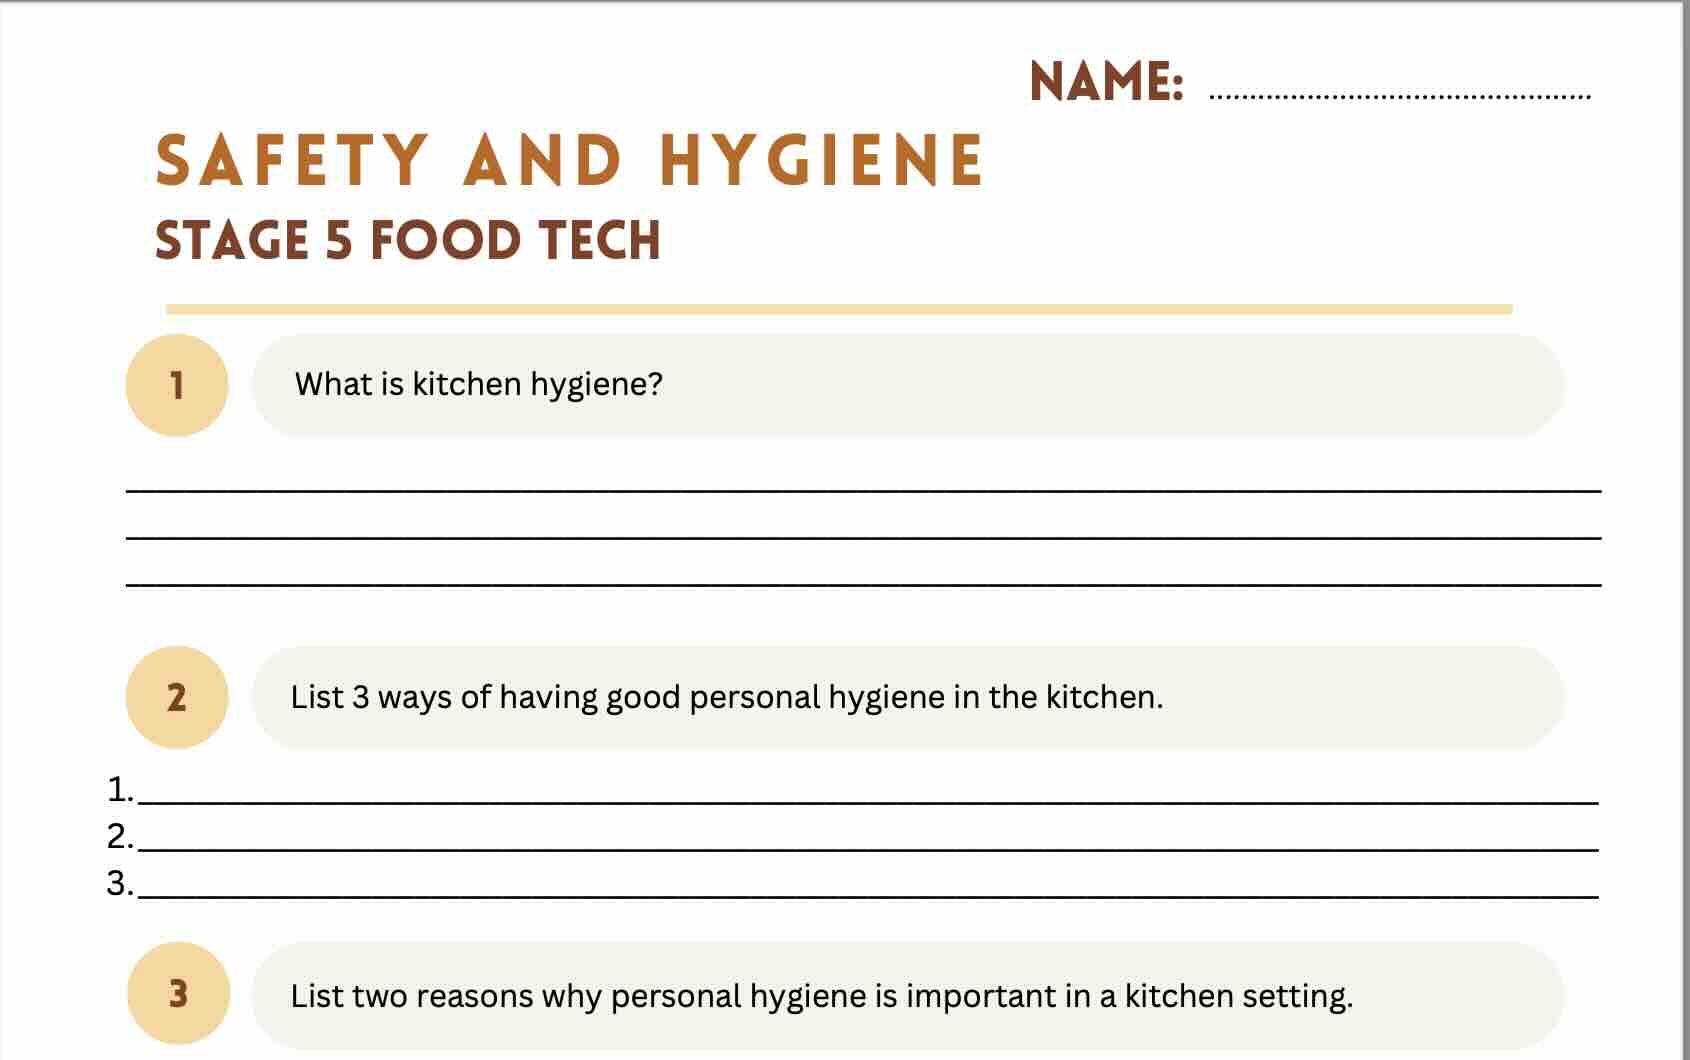 NAME: ...............................................
SAFETY AND HYGIENE
STAGE 5 FOOD TECH
1 What is kitchen hygiene?
2 List 3 ways of having good personal hygiene in the kitchen.
1.
2.
3.
3 List two reasons why personal hygiene is important in a kitchen setting.